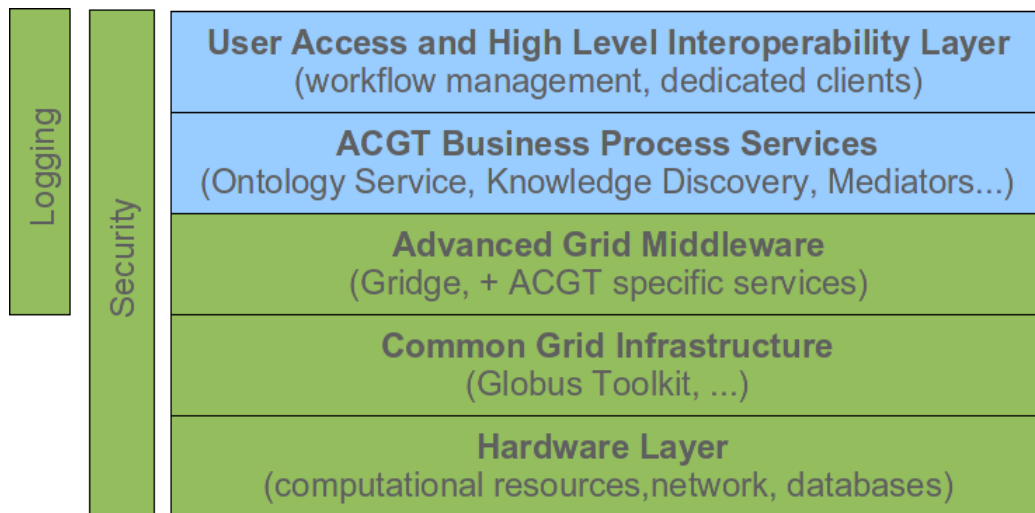 Logging
Security
User Access and High Level Interoperability Layer
(workflow management, dedicated clients)
ACGT Business Process Services
(Ontology Service, Knowledge Discovery, Mediators...)
Advanced Grid Middleware
(Gridge, + ACGT specific services)
Common Grid Infrastructure
(Globus Toolkit, ...)
Hardware Layer
(computational resources,network, databases)